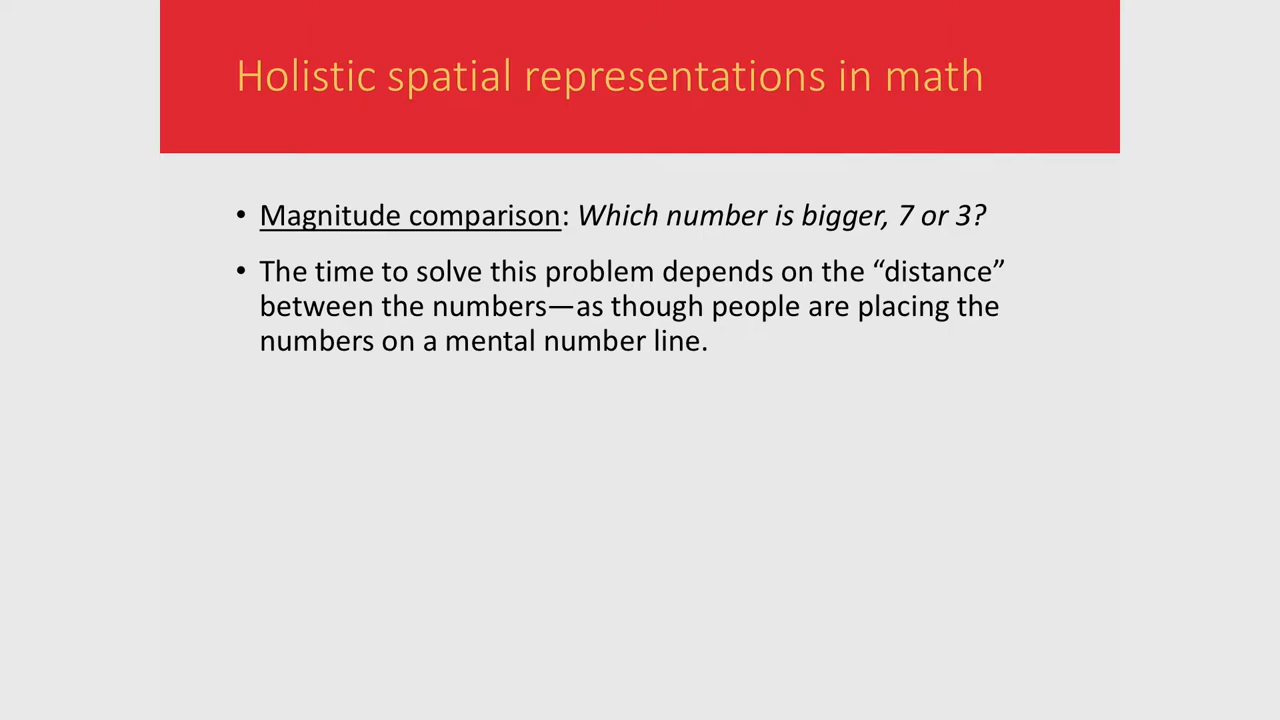 Holistic spatial representations in math
• Magnitude comparison: Which number is bigger, 7 or 3?
• The time to solve this problem depends on the “distance”
between the numbers—as though people are placing the
numbers on a mental number line.